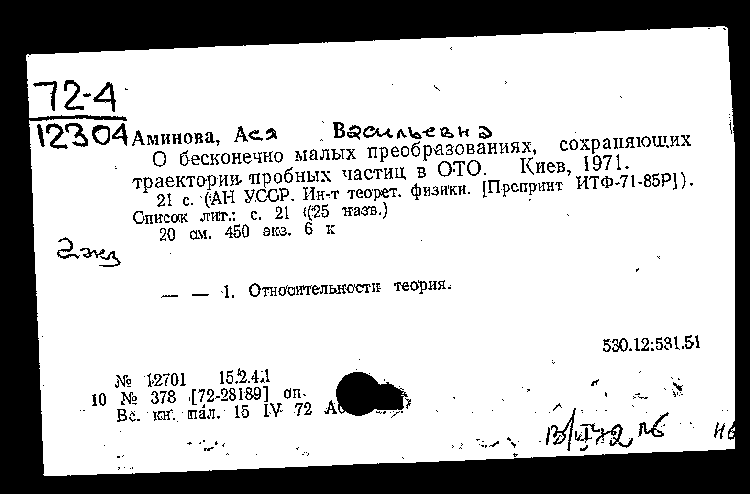 72-4
12304
Аминова, Ася Васильевна
О бесконечно малых преобразованиях, сохраняющих
траектории пробных частиц в ОТО. Киев, 1971.
21 с. (АН УССР. Ин-т теорет. физики. [Препринт ИТФ-71-85Р]).
Список лит.: с. 21 (25 назв.)
20 см. 450 экз. 6 к
2 экз
— — 1. Относительности теория.
530.12:531.51
№ 12701 15.2.4.1
10 № 378 [72-28189] оп.
Вс. кн. пал. 15 IV 72